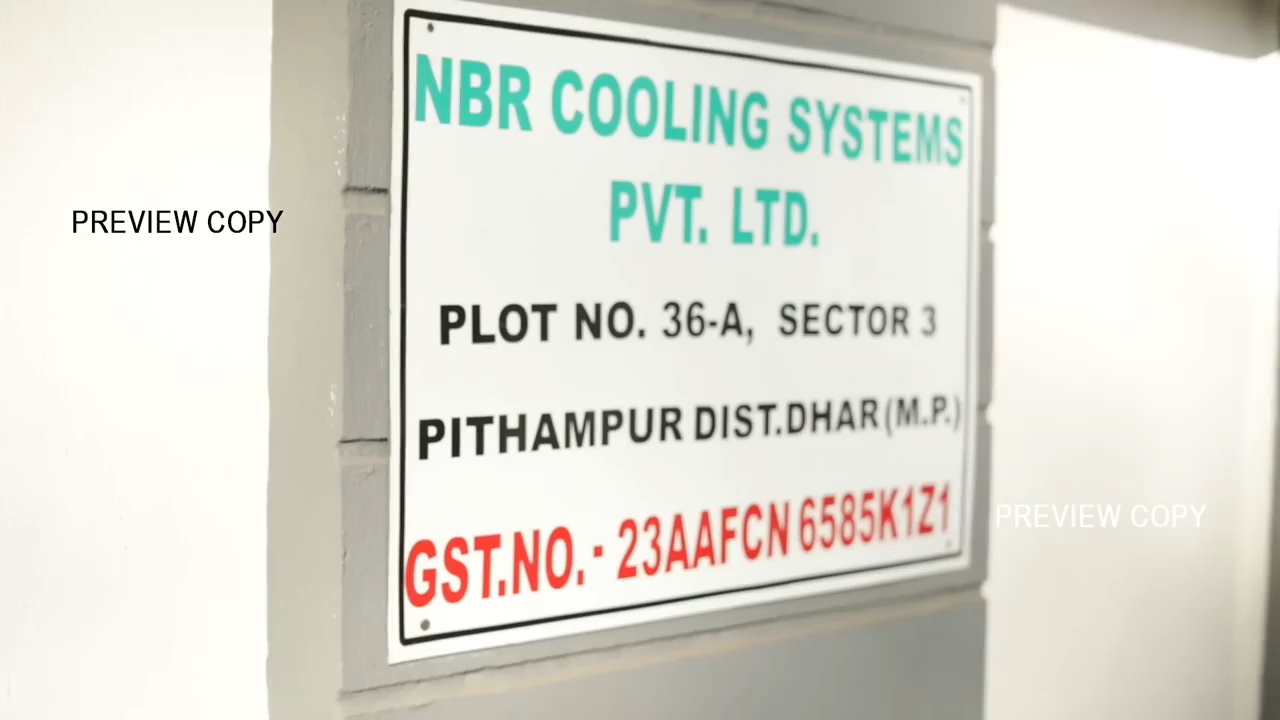 NBR COOLING SYSTEMS
PVT. LTD.
PREVIEW COPY
PLOT NO. 36-A, SECTOR 3
PITHAMPUR DIST.DHAR (M.P.)
GST.NO.- 23AAFCN 6585K1Z1
PREVIEW COPY